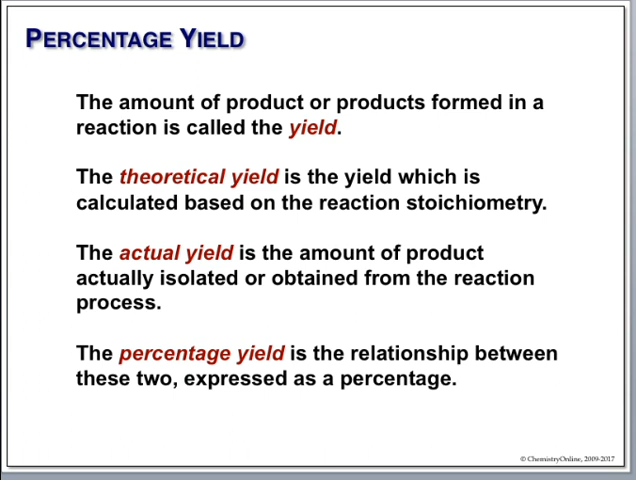 PERCENTAGE YIELD
The amount of product or products formed in a
reaction is called the yield.
The theoretical yield is the yield which is
calculated based on the reaction stoichiometry.
The actual yield is the amount of product
actually isolated or obtained from the reaction
process.
The percentage yield is the relationship between
these two, expressed as a percentage.
© ChemistryOnline, 2009-2017